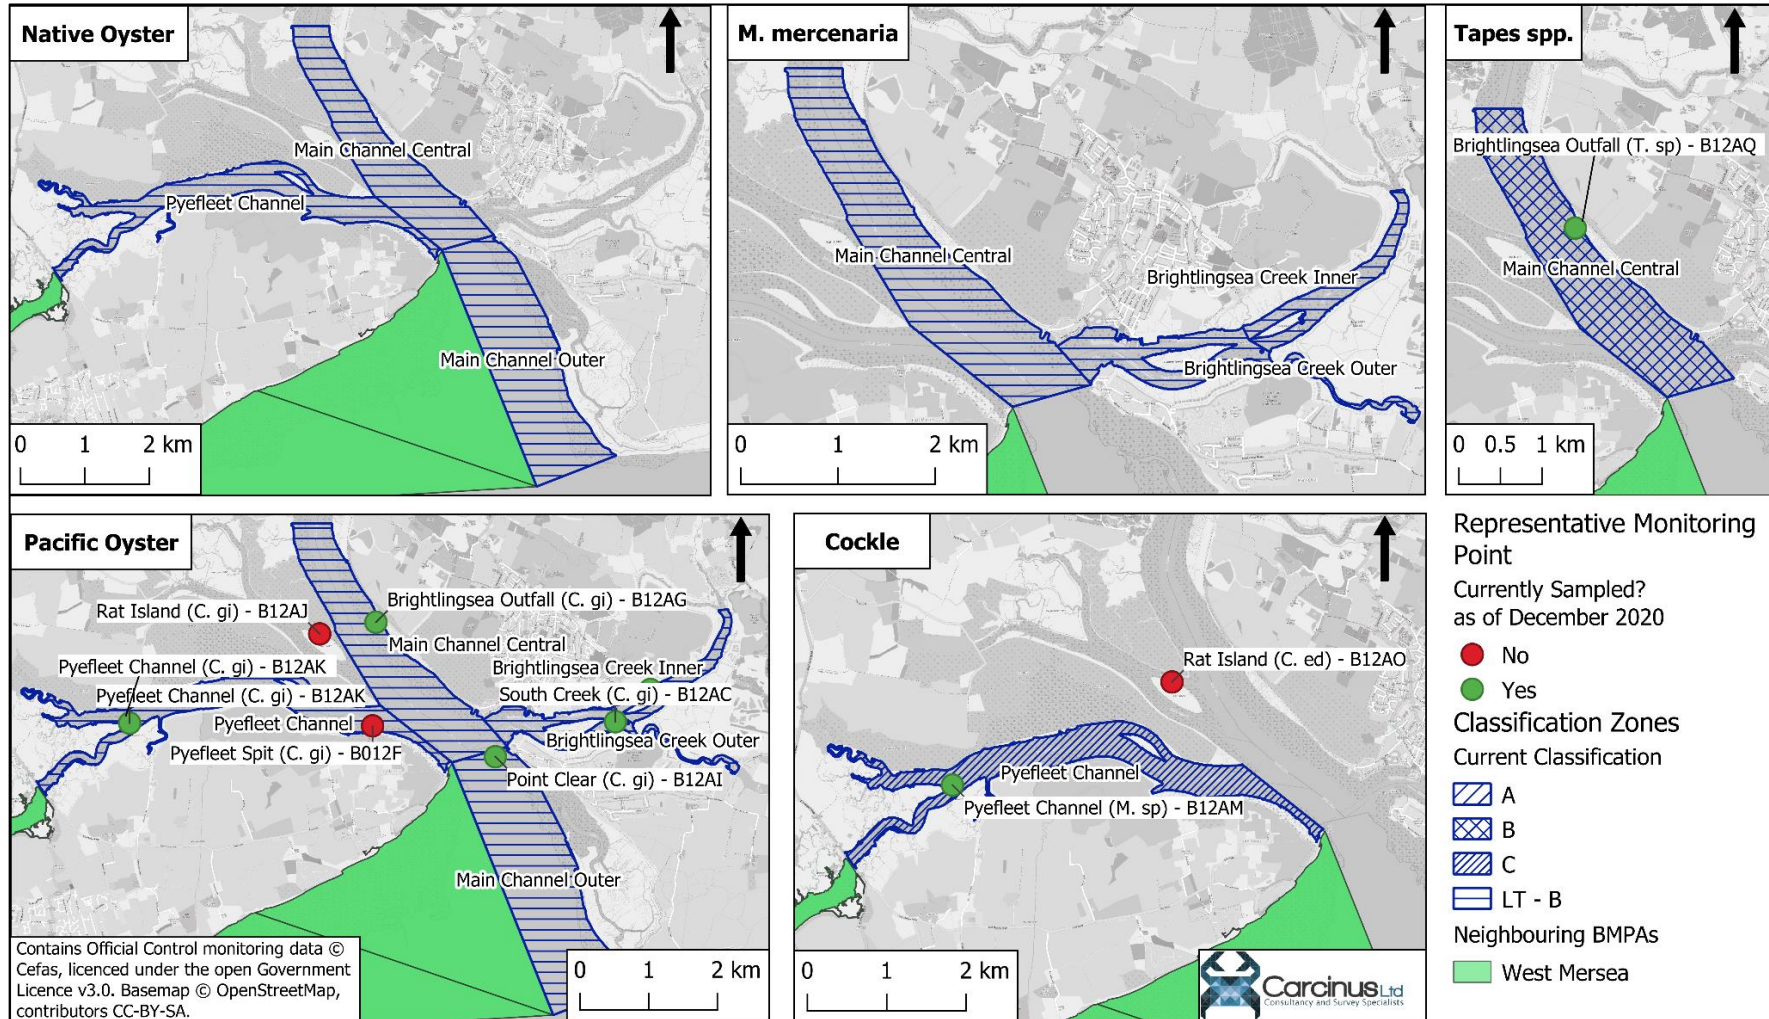 Native Oyster
Main Channel Central
Pyefleet Channel
Main Channel Outer
0 1 2 km
M. mercenaria
Main Channel Central
Brightlingsea Creek Inner
Brightlingsea Creek Outer
0 1 2 km
Tapes spp.
Brightlingsea Outfall (T. sp) - B12AQ
Main Channel Central
0 0.5 1 km
Pacific Oyster
Rat Island (C. gi) - B12AJ
Brightlingsea Outfall (C. gi) - B12AG
Main Channel Central
Pyefleet Channel (C. gi) - B12AK
Brightlingsea Creek Inner
Pyefleet Channel (C. gi) - B12AK
South Creek (C. gi) - B12AC
Pyefleet Channel
Brightlingsea Creek Outer
Pyefleet Spit (C. gi) - B012F
Point Clear (C. gi) - B12AI
Main Channel Outer
Contains Official Control monitoring data ©
Cefas, licenced under the open Government
Licence v3.0. Basemap © OpenStreetMap,
contributors CC-BY-SA.
0 1 2 km
Cockle
Rat Island (C. ed) - B12AO
Pyefleet Channel
Pyefleet Channel (M. sp) - B12AM
0 1 2 km
Carcinus Ltd
Consultancy and Survey Specialists
Representative Monitoring
Point
Currently Sampled?
as of December 2020
No
Yes
Classification Zones
Current Classification
A
B
C
LT - B
Neighbouring BMPAs
West Mersea